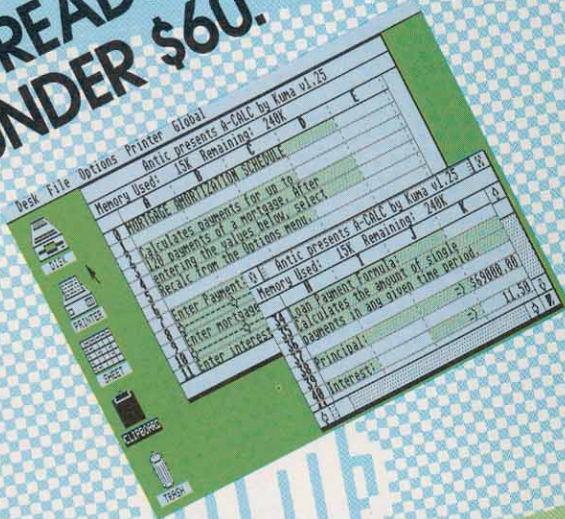 READ
UNDER $60.
Desk File Options Printer Global
Antic presents A-CALC by Kuma v1.25
Memory Used: 15K Remaining: 240K
A B C D E
0 MORTGAGE AMORTIZATION SCHEDULE
Calculates payments for up to
payments of a mortgage. After
entering the values below, select
Recalc from the Options menu.
Enter Payment
Enter mortgage
Enter interest
Antic presents A-CALC by Kuma v1.25
Memory Used: 15K Remaining: 240K
H I J K
Loan Payment Formula:
Calculates the amount of single
payments in any given time period.
Principal: =) $69000.00
Interest: =) 11.50
DISK
PRINTER
SHEET
CLIPBOARD
TRASH